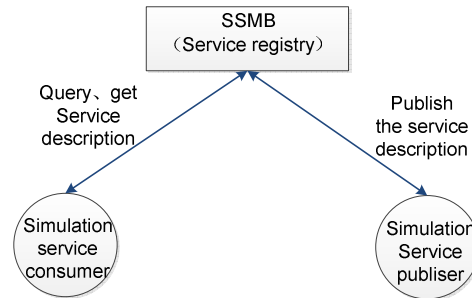 SSMB
（Service registry）
Query、get
Service
description
Publish
the service
description
Simulation
service
consumer
Simulation
Service
publiser